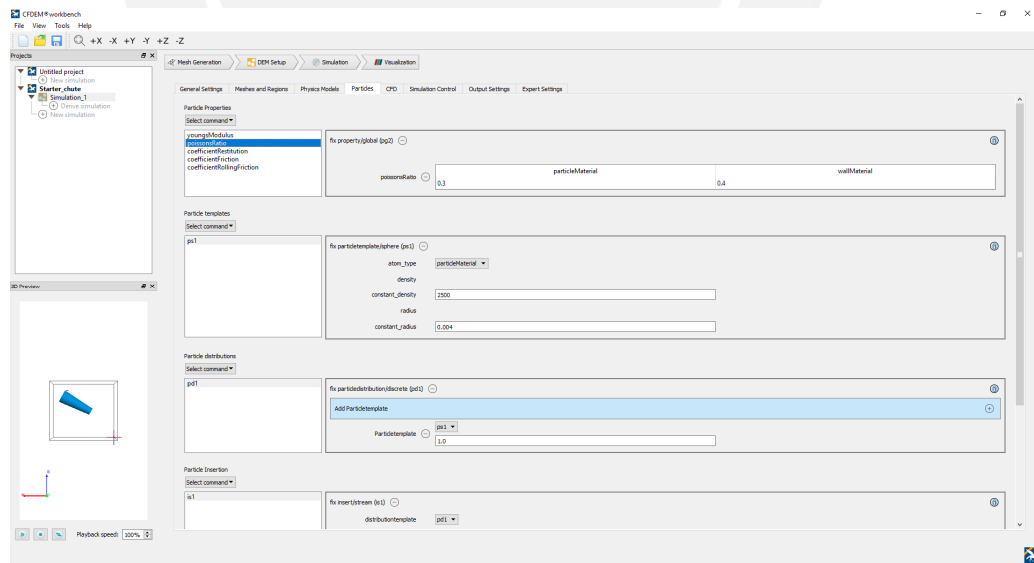 CFDEM®workbench
File View Tools Help
+X -X +Y -Y +Z -Z
Projects
Untitled project
New simulation
Starter_chute
Simulation_1
Derive simulation
New simulation
3D Preview
Playback speed: 100%
Mesh Generation
DEM Setup
Simulation
Visualization
General Settings Meshes and Regions Physics Models Particles CFD Simulation Control Output Settings Expert Settings
Particle Properties
Select command
youngsModulus
poissonsRatio
coefficientRestitution
coefficientFriction
coefficientRollingFriction
fix property/global (pg2)
particleMaterial wallMaterial
poissonsRatio
0.3 0.4
Particle templates
Select command
ps1
fix particletemplate/sphere (ps1)
atom_type particleMaterial
density
constant_density 2500
radius
constant_radius 0.004
Particle distributions
Select command
pd1
fix particledistribution/discrete (pd1)
Add Particletemplate
Particletemplate
ps1
1.0
Particle Insertion
Select command
is1
fix insert/stream (is1)
distributiontemplate pd1